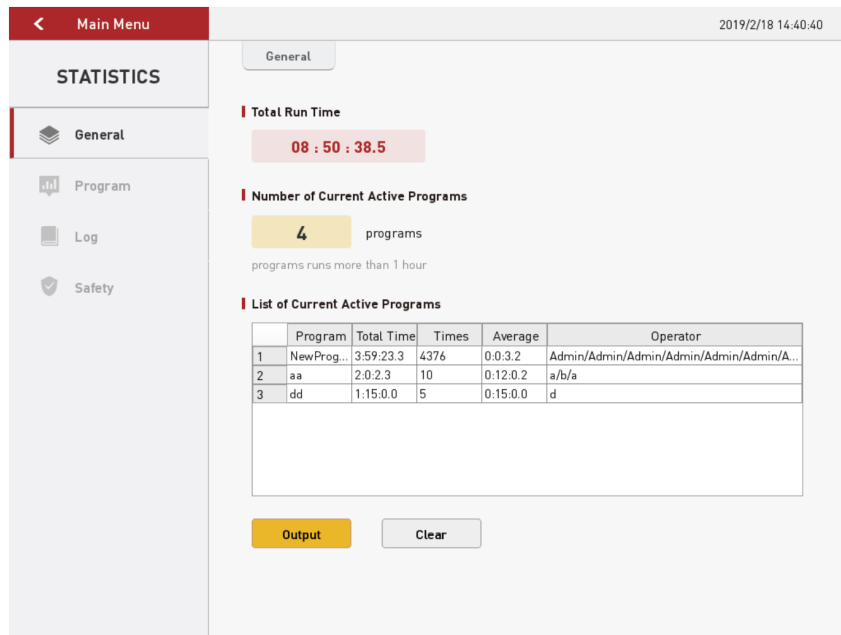 Main Menu
2019/2/18 14:40:40
STATISTICS
General
Program
Log
Safety
General
Total Run Time
08 : 50 : 38.5
Number of Current Active Programs
4 programs
programs runs more than 1 hour
List of Current Active Programs
Program Total Time Times Average Operator
1 NewProg... 3:59:23.3 4376 0:0:3.2 Admin/Admin/Admin/Admin/Admin/Admin/A...
2 aa 2:0:2.3 10 0:12:0.2 a/b/a
3 dd 1:15:0.0 5 0:15:0.0 d
Output Clear